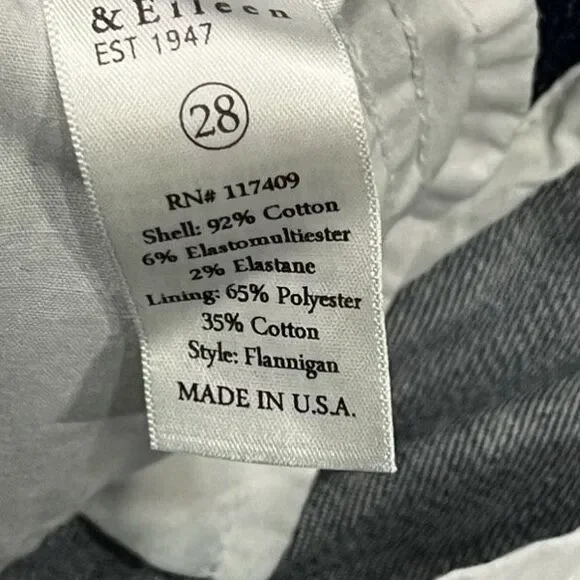 & Eileen
EST 1947
28
RN# 117409
Shell: 92% Cotton
6% Elastomultiester
2% Elastane
Lining: 65% Polyester
35% Cotton
Style: Flannigan
MADE IN U.S.A.